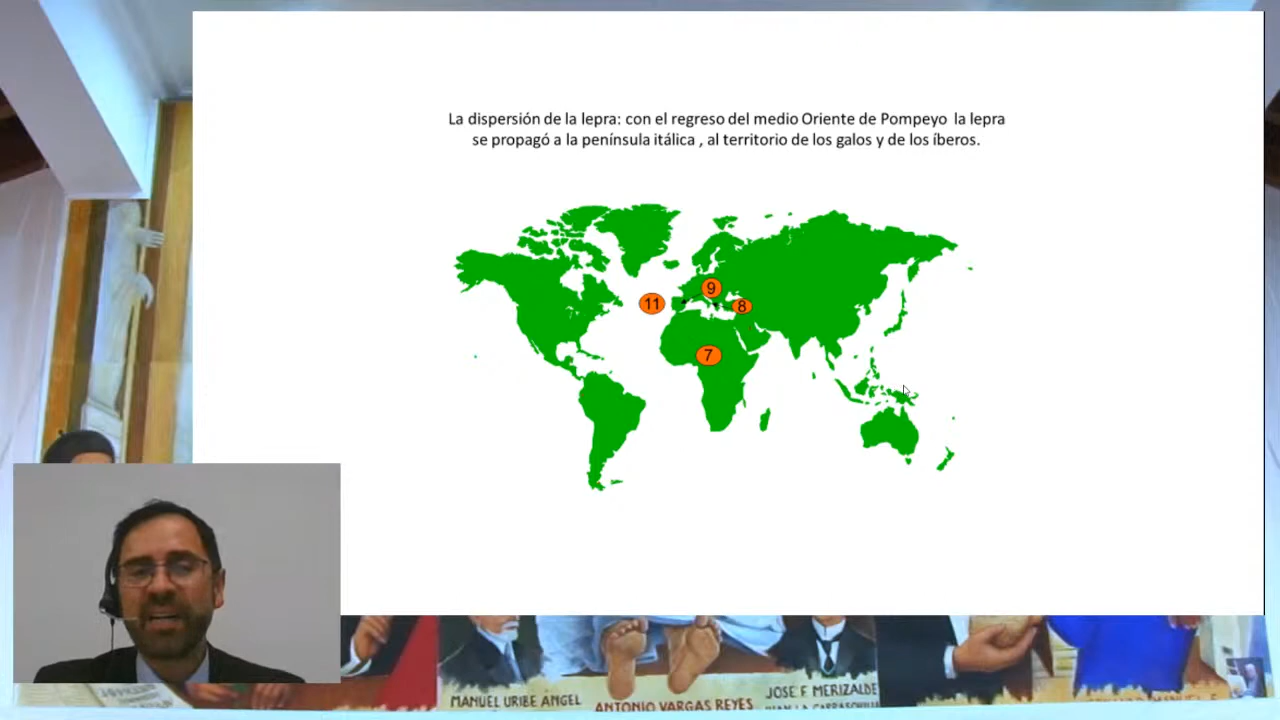 La dispersión de la lepra: con el regreso del medio Oriente de Pompeyo la lepra
se propagó a la península itálica , al territorio de los galos y de los íberos.
9
11
8
7
MANUEL URIBE ANGEL
ANTONIO VARGAS REYES
JOSE F. MERIZALDE